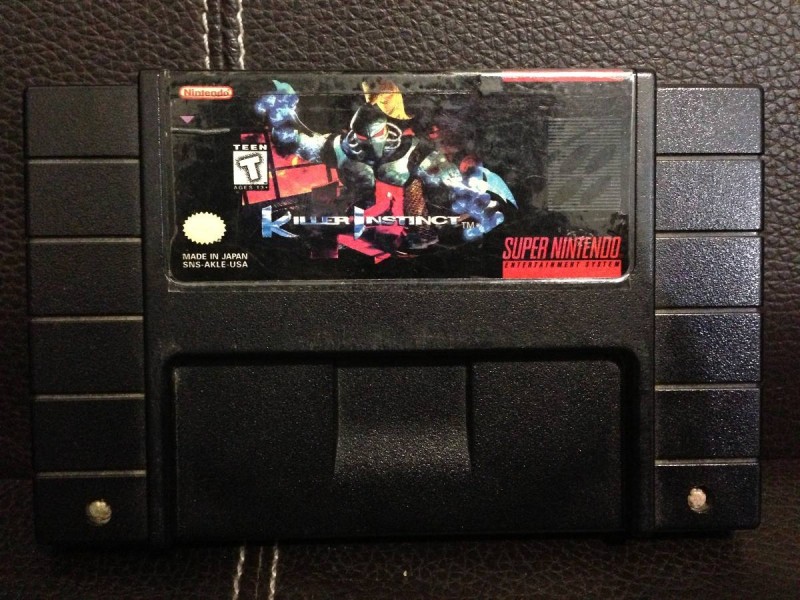 Nintendo
TEEN
T
AGES 13+
KILLER INSTINCT TM
MADE IN JAPAN
SNS-AKLE-USA
SUPER NINTENDO
ENTERTAINMENT SYSTEM